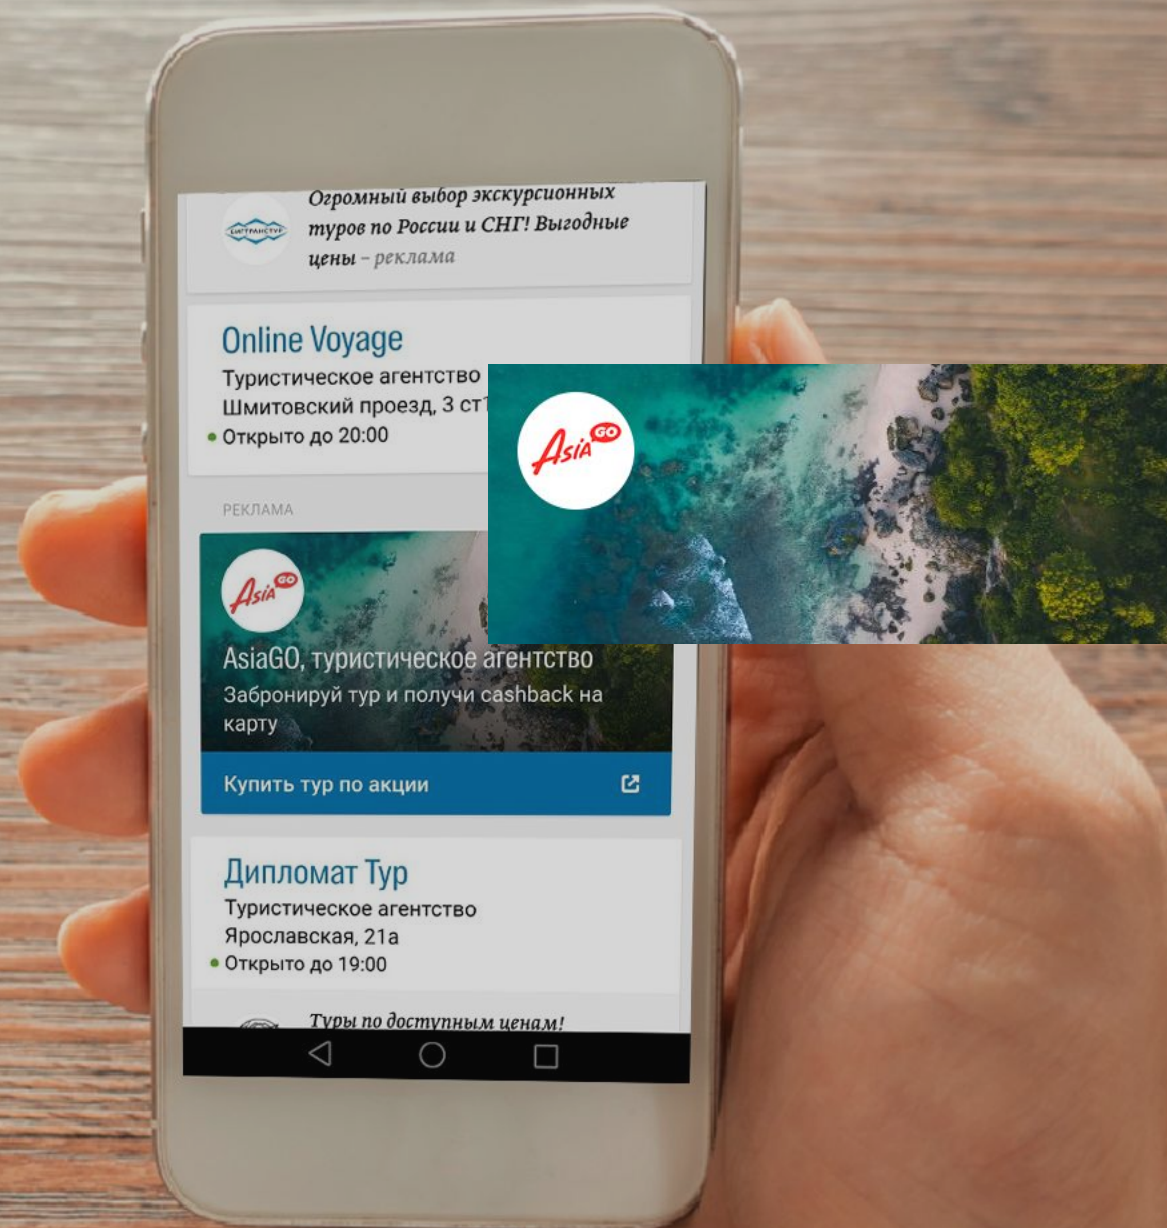 Огромный выбор экскурсионных
туров по России и СНГ! Выгодные
цены – реклама
БИГТРАНСТУР
Online Voyage
Туристическое агентство
Шмитовский проезд, 3 ст1
Открыто до 20:00
РЕКЛАМА
ASIA GO
ASIA GO
AsiaGO, туристическое агентство
Забронируй тур и получи cashback на
карту
Купить тур по акции
Дипломат Тур
Туристическое агентство
Ярославская, 21а
Открыто до 19:00
Туры по доступным ценам!